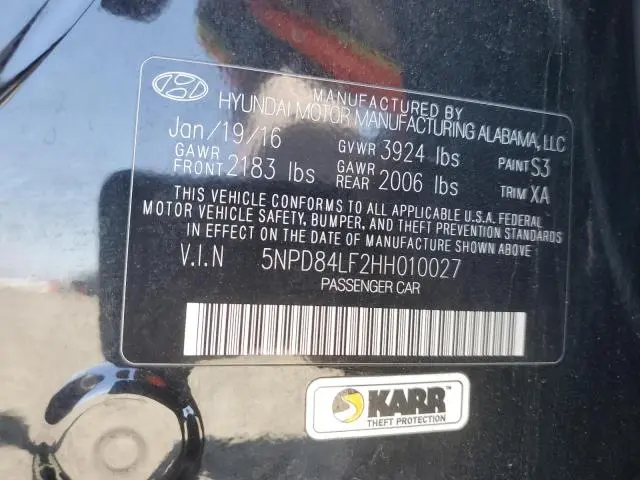 MANUFACTURED BY
HYUNDAI MOTOR MANUFACTURING ALABAMA, LLC
Jan/19/16 GVWR 3924 lbs PAINT S3
GAWR FRONT 2183 lbs GAWR REAR 2006 lbs TRIM XA
THIS VEHICLE CONFORMS TO ALL APPLICABLE U.S.A. FEDERAL
MOTOR VEHICLE SAFETY, BUMPER, AND THEFT PREVENTION STANDARDS
IN EFFECT ON THE DATE OF MANUFACTURE SHOWN ABOVE
V.I.N 5NPD84LF2HH010027
PASSENGER CAR
KARR™
THEFT PROTECTION